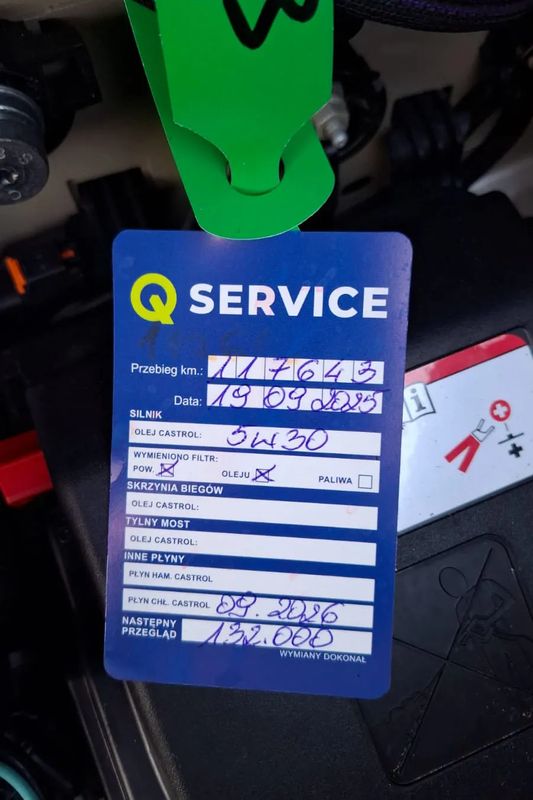 Q SERVICE
Przebieg km.: 117643
Data: 19 09 2025
SILNIK
OLEJ CASTROL: 5W30
WYMIENIONO FILTR:
POW. OLEJU PALIWA
SKRZYNIA BIEGÓW
OLEJ CASTROL:
TYLNY MOST
OLEJ CASTROL:
INNE PŁYNY
PŁYN HAM. CASTROL
PŁYN CHŁ. CASTROL 09.2026
NASTĘPNY PRZEGLĄD 132.000
WYMIANY DOKONAŁ